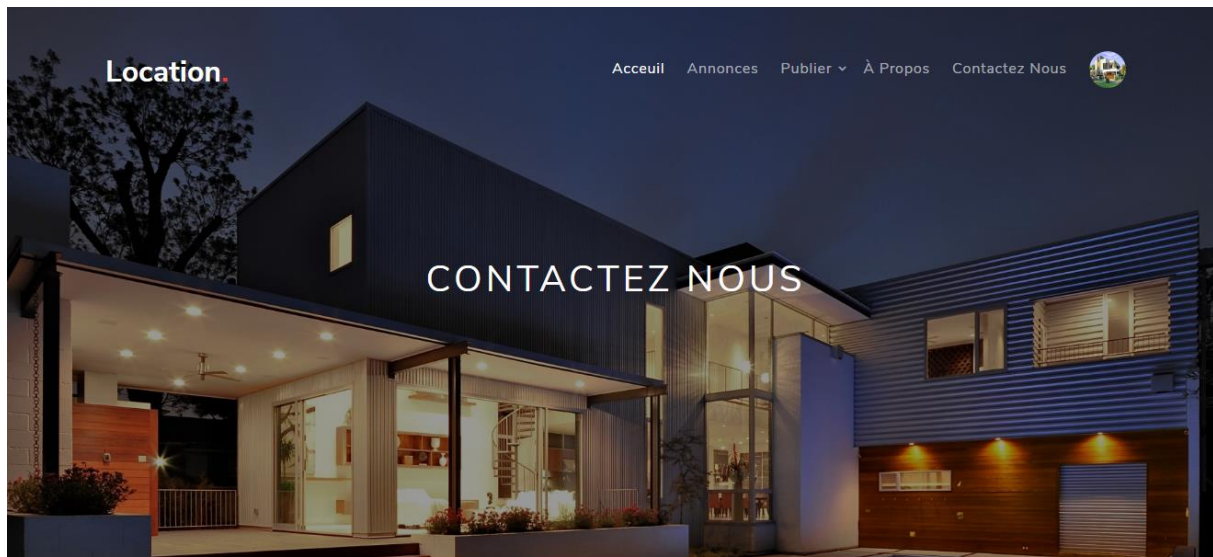 Location.
Acceuil Annonces Publier À Propos Contactez Nous
CONTACTEZ NOUS